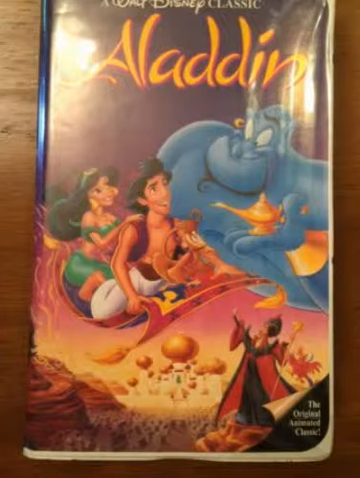 A WALT DISNEY CLASSIC
Aladdin
The
Original
Animated
Classic!